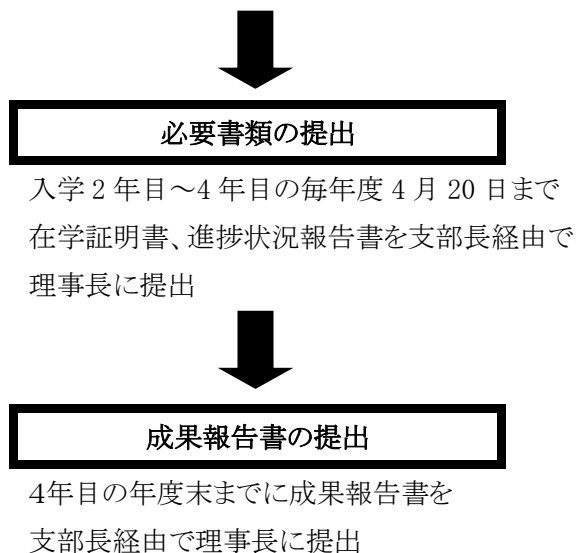 必要書類の提出
入学2年目～4年目の毎年度4月20日まで
在学証明書、進捗状況報告書を支部長経由で
理事長に提出
成果報告書の提出
4年目の年度末までに成果報告書を
支部長経由で理事長に提出